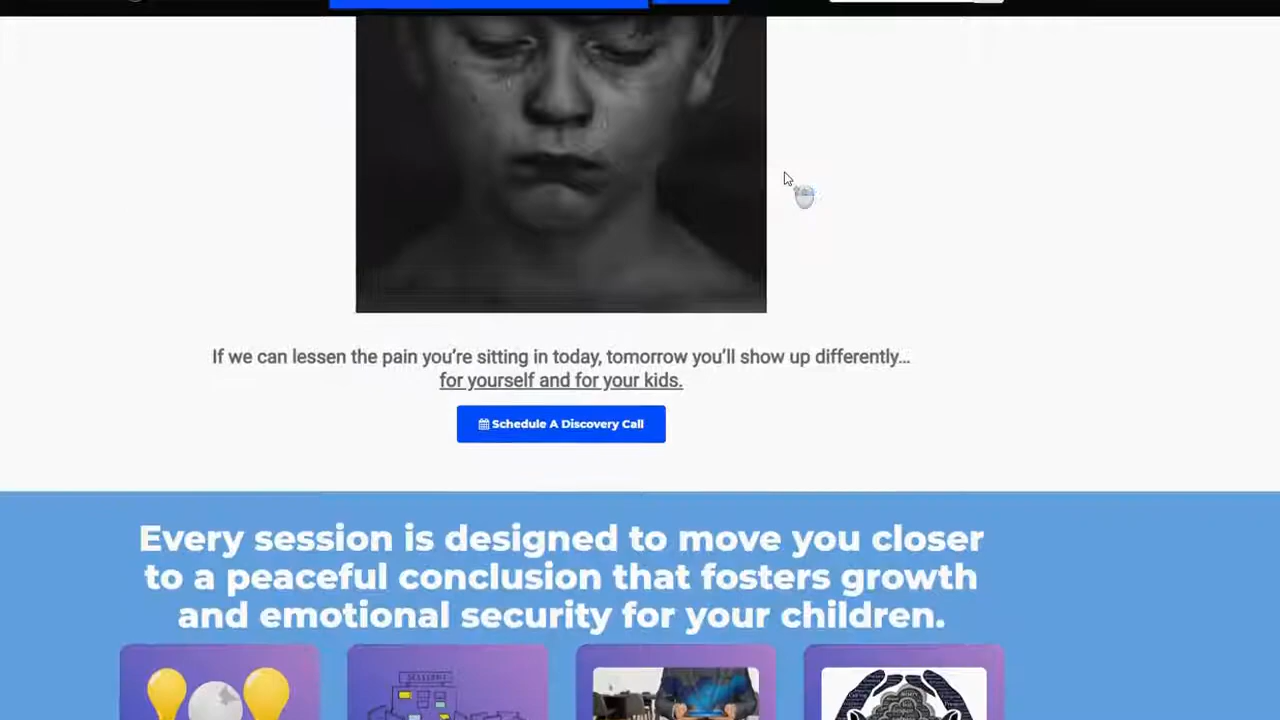 If we can lessen the pain you’re sitting in today, tomorrow you’ll show up differently…
for yourself and for your kids.
Schedule A Discovery Call
Every session is designed to move you closer
to a peaceful conclusion that fosters growth
and emotional security for your children.